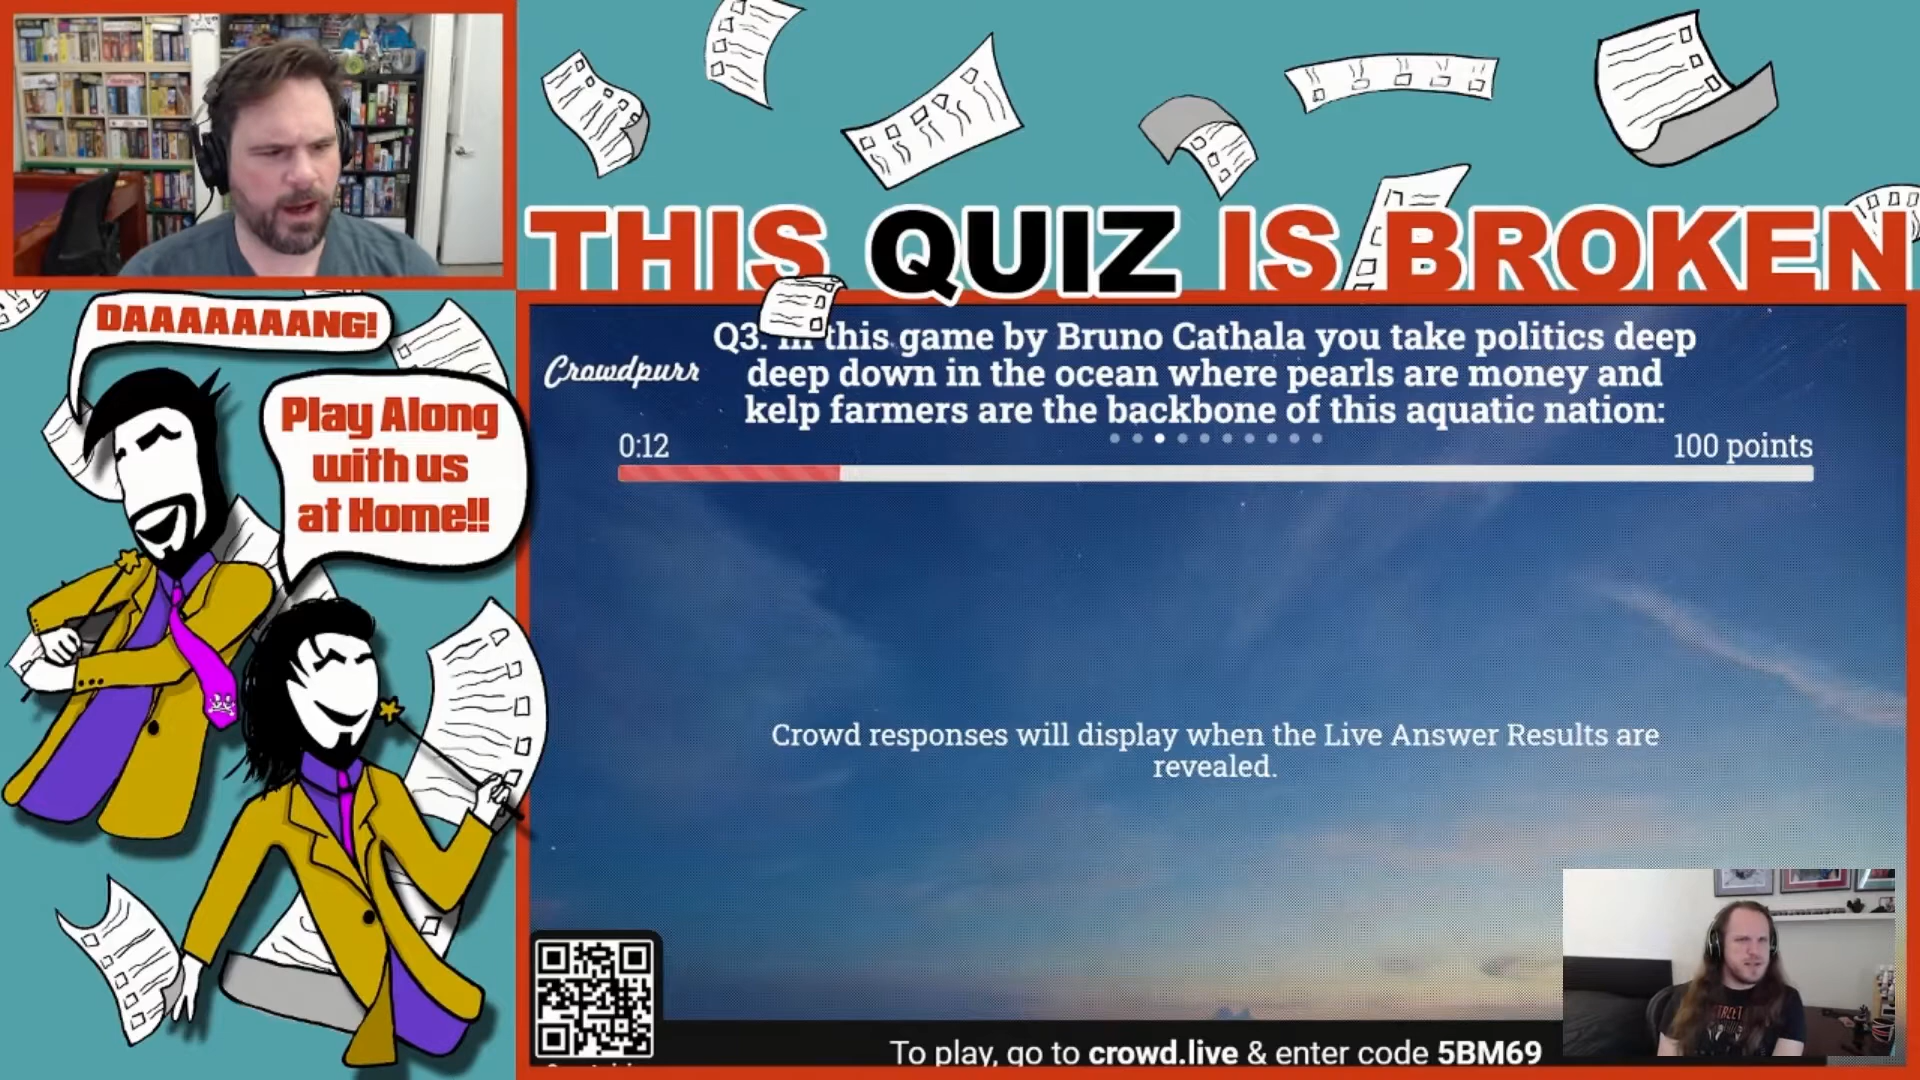 THIS QUIZ IS BROKEN
DAAAAAAAANG!
Play Along
with us
at Home!!
Crowdpurr
Q3. In this game by Bruno Cathala you take politics deep
deep down in the ocean where pearls are money and
kelp farmers are the backbone of this aquatic nation:
0:12
100 points
Crowd responses will display when the Live Answer Results are
revealed.
To play, go to crowd.live & enter code 5BM69